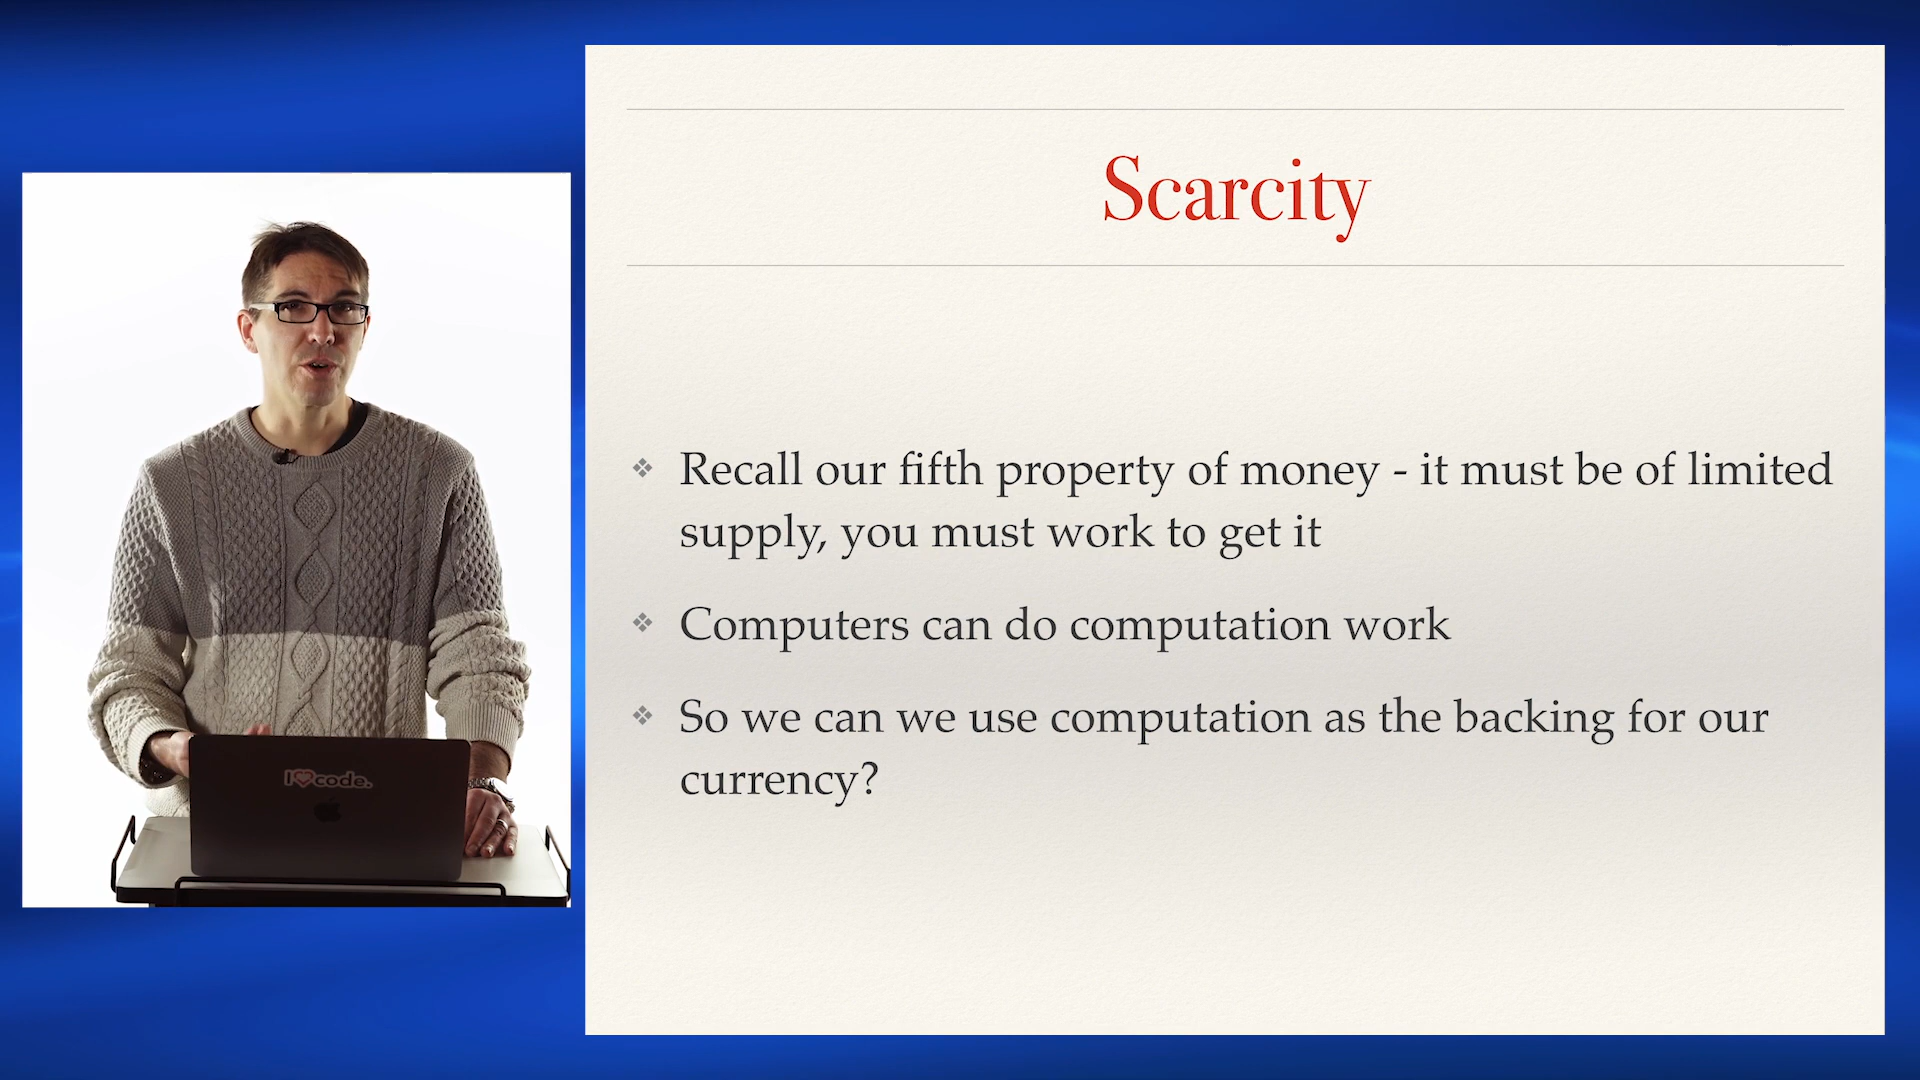 Scarcity
Recall our fifth property of money - it must be of limited
supply, you must work to get it
Computers can do computation work
So we can we use computation as the backing for our
currency?
I❤code.